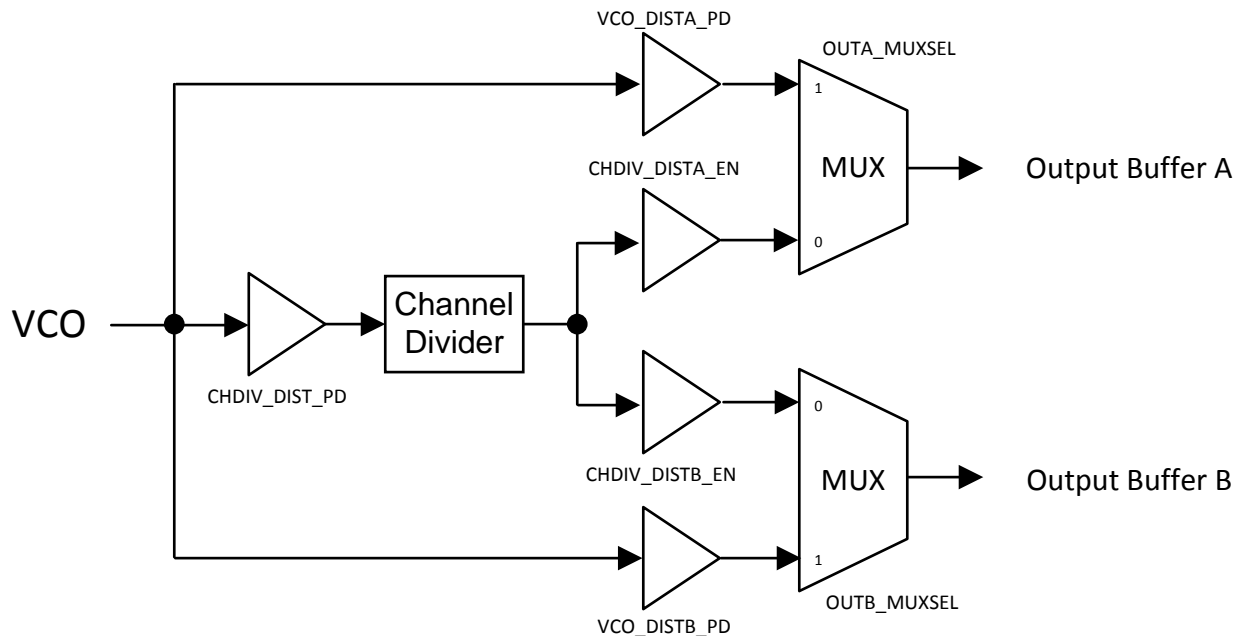 VCO_DISTA_PD
OUTA_MUXSEL
1
MUX
Output Buffer A
CHDIV_DISTA_EN
0
VCO
Channel
Divider
CHDIV_DIST_PD
0
CHDIV_DISTB_EN
MUX
Output Buffer B
1
OUTB_MUXSEL
VCO_DISTB_PD